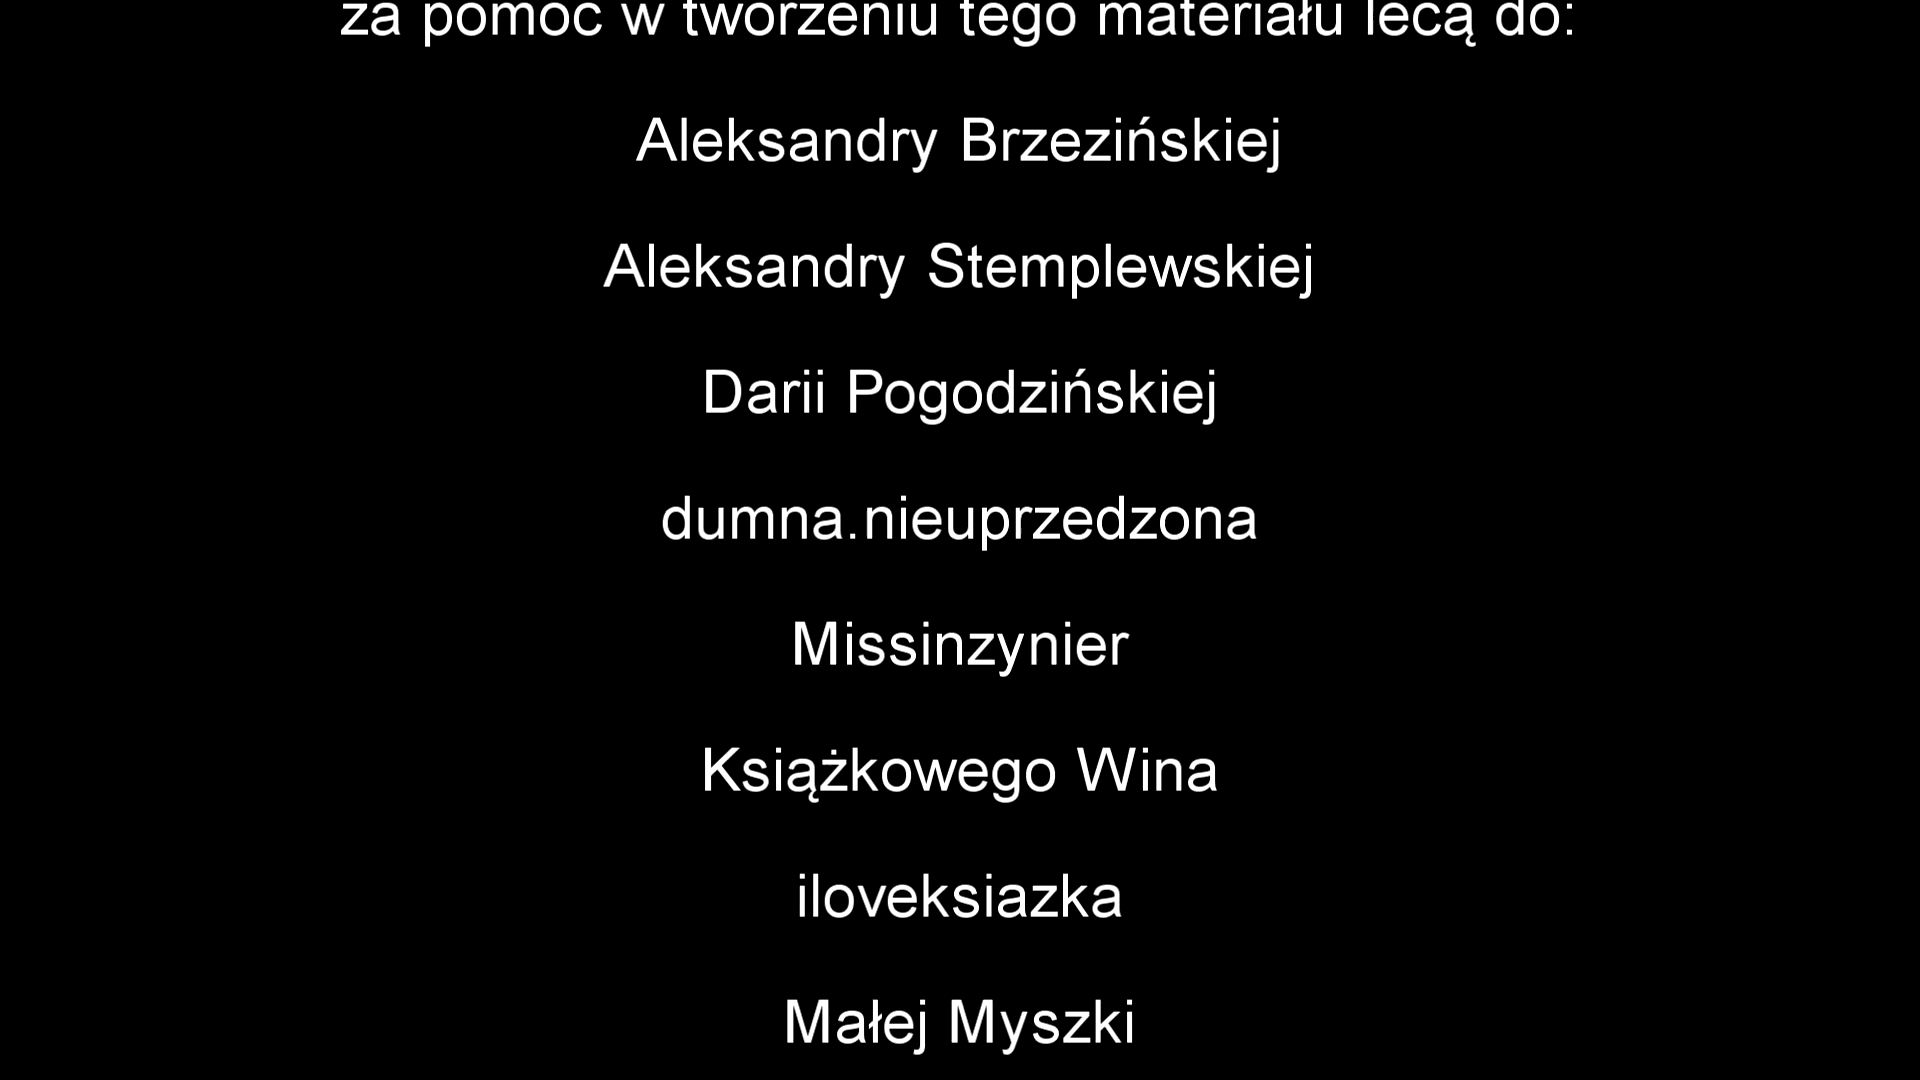 za pomoc w tworzeniu tego materiału lecą do:
Aleksandry Brzezińskiej
Aleksandry Stemplewskiej
Darii Pogodzińskiej
dumna.nieuprzedzona
Missinzynier
Książkowego Wina
iloveksiazka
Małej Myszki